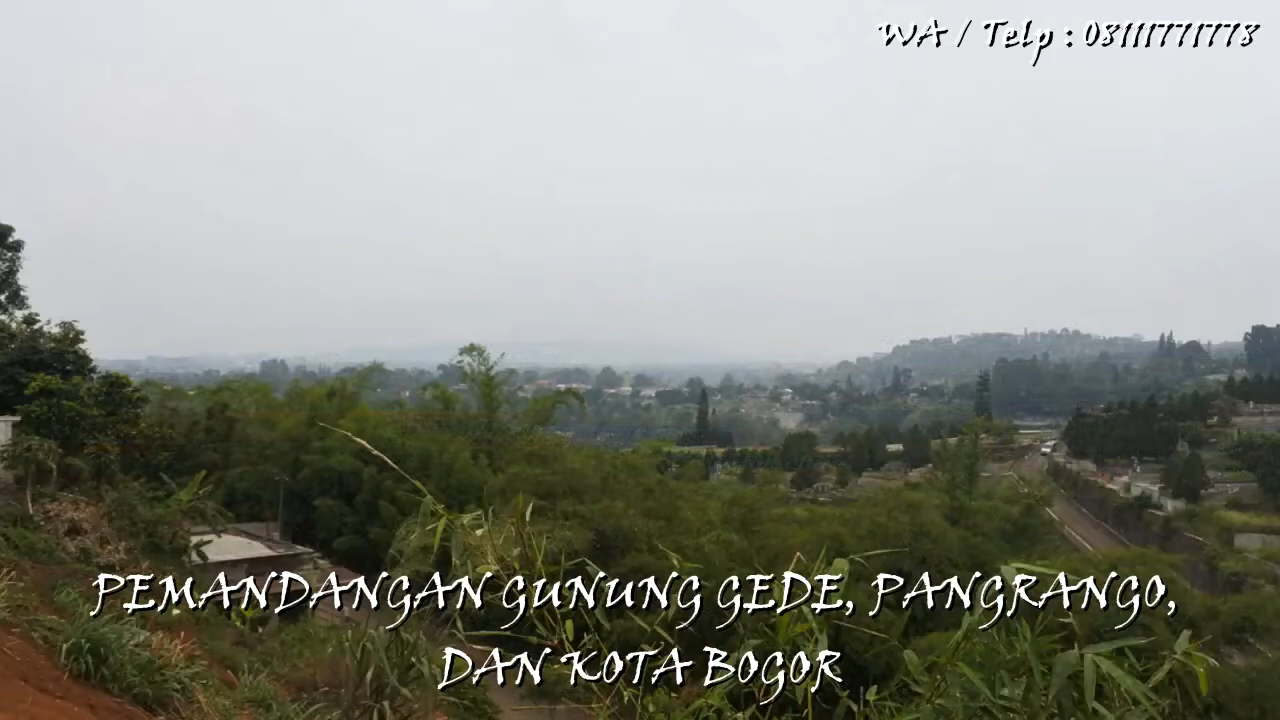 WA / Telp : 08111771778
PEMANDANGAN GUNUNG GEDE, PANGRANGO,
DAN KOTA BOGOR